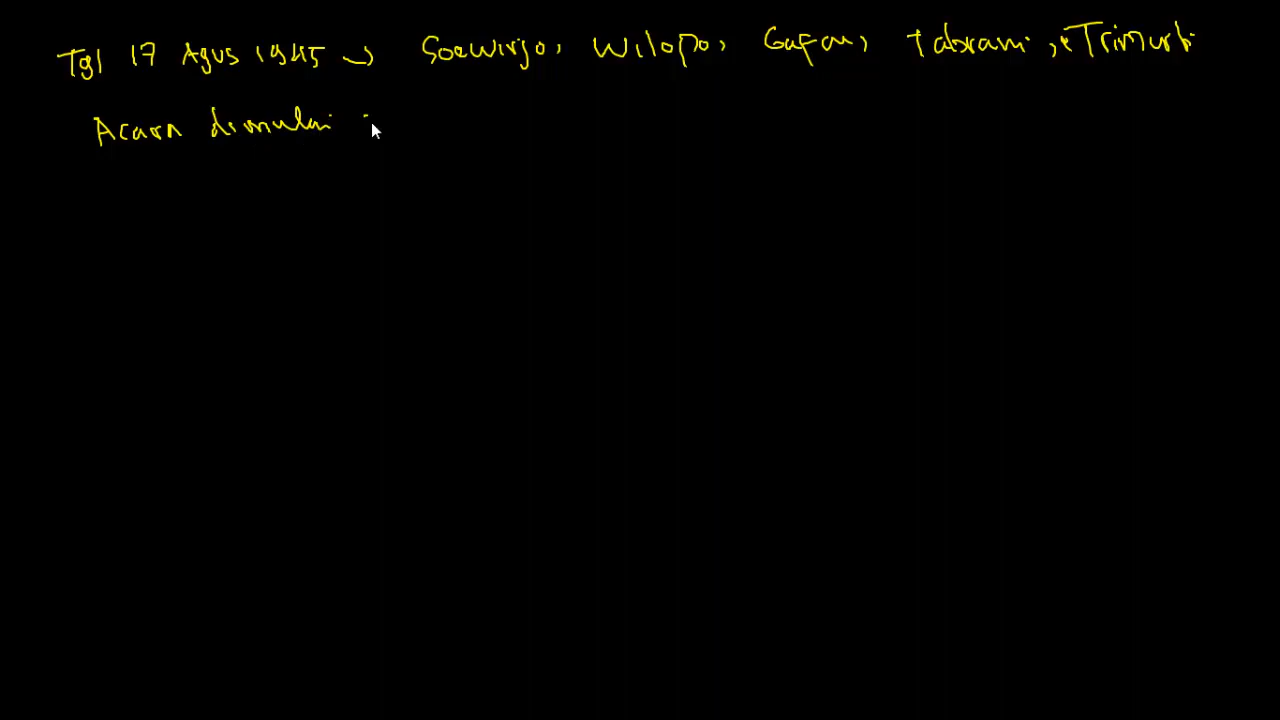 Tgl 17 Agus 1945 → Soewirjo, Wilopo, Gafar, Tabrani, + Trimurti
Acara dimulai :